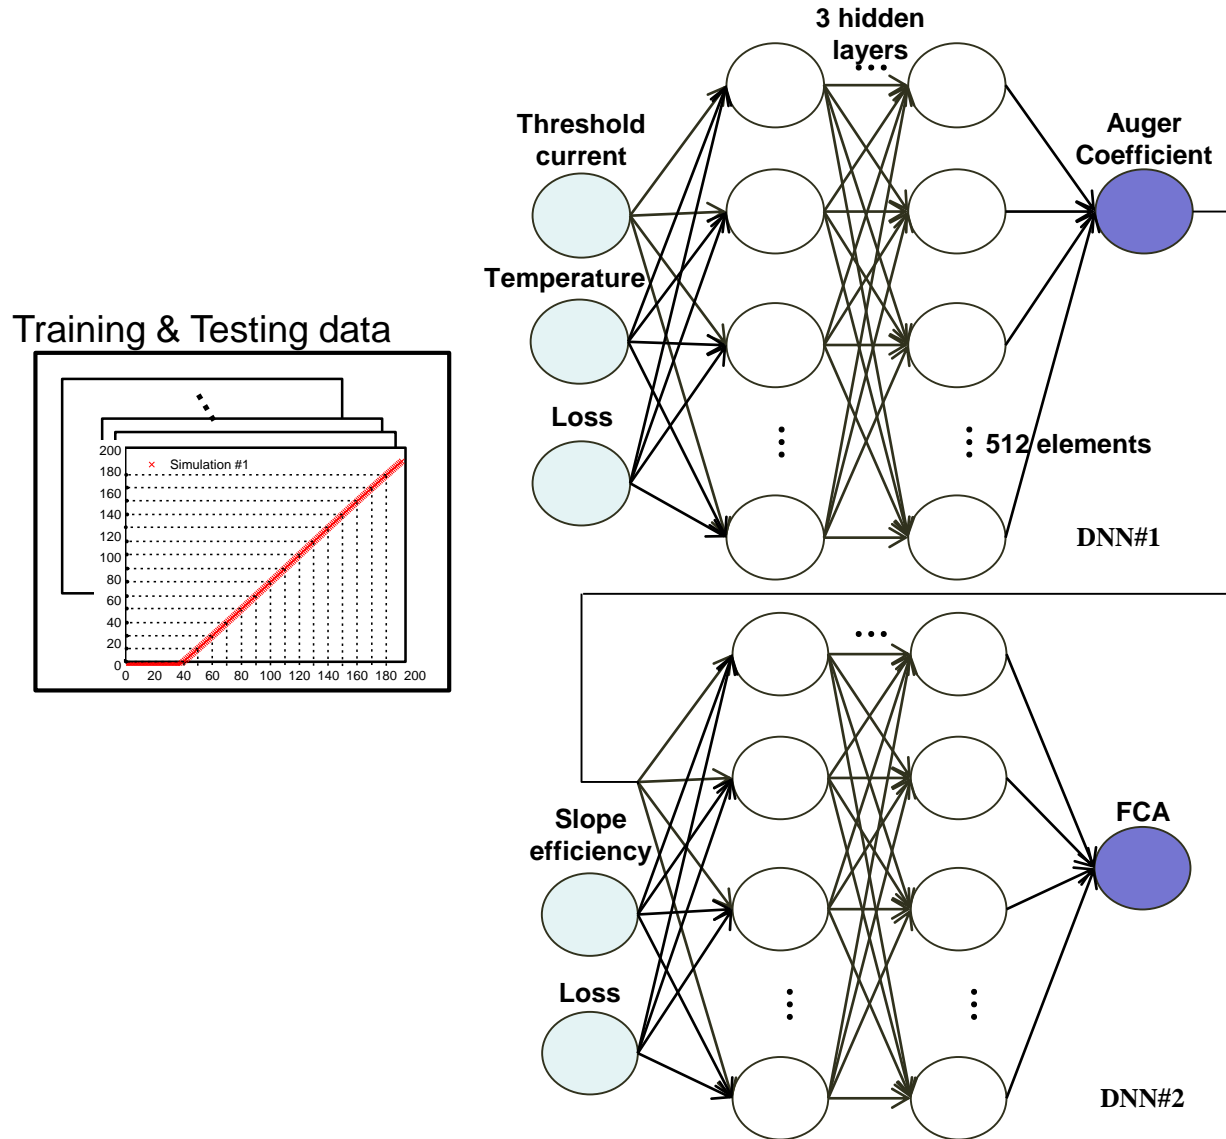 3 hidden
layers
Threshold
current
Auger
Coefficient
Temperature
Training & Testing data
Loss
512 elements
DNN#1
200
180
160
140
120
100
80
60
40
20
0
Simulation #1
0 20 40 60 80 100 120 140 160 180 200
Slope
efficiency
FCA
Loss
DNN#2